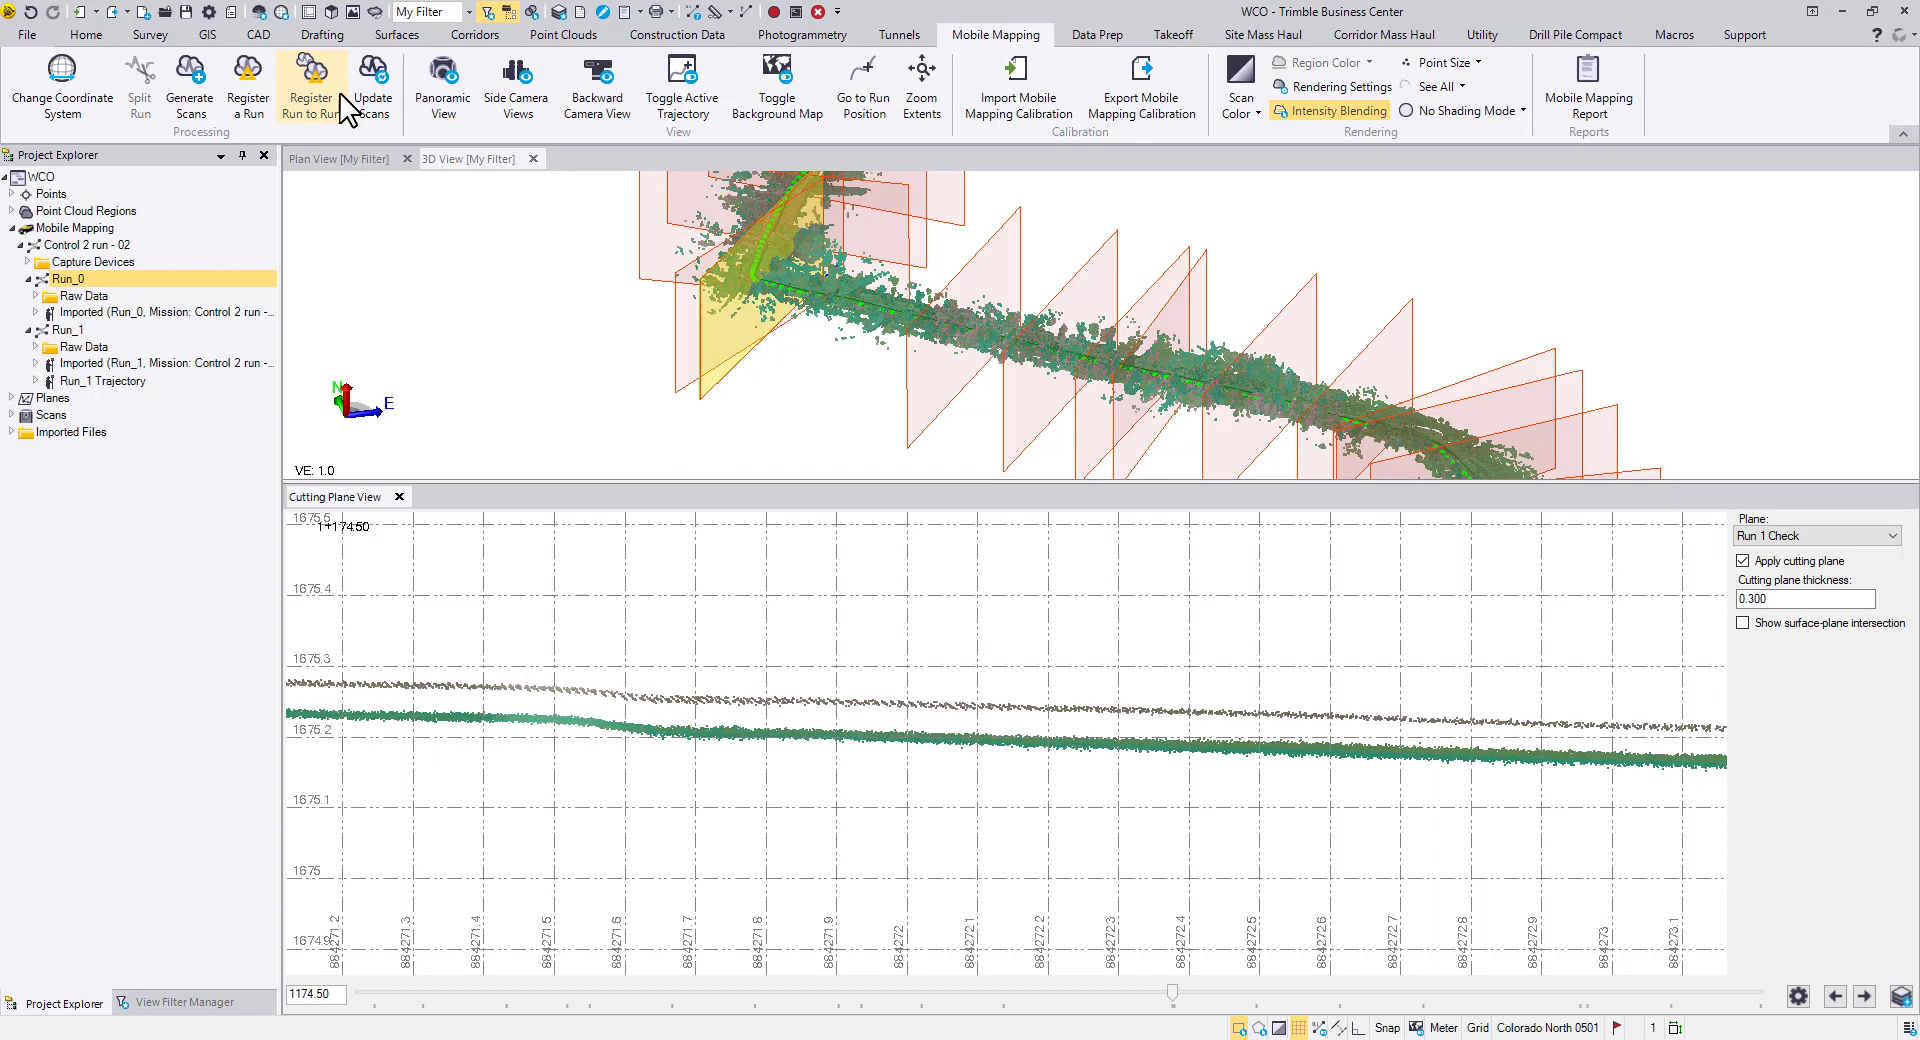 My Filter
WCO - Trimble Business Center
File Home Survey GIS CAD Drafting Surfaces Corridors Point Clouds Construction Data Photogrammetry Tunnels Mobile Mapping Data Prep Takeoff Site Mass Haul Corridor Mass Haul Utility Drill Pile Compact Macros Support
Change Coordinate System
Split Run
Generate Scans
Register a Run
Register Run to Run
Update Scans
Processing
Panoramic View
Side Camera Views
Backward Camera View
Toggle Active Trajectory
Toggle Background Map
Go to Run Position
Zoom Extents
View
Import Mobile Mapping Calibration
Export Mobile Mapping Calibration
Calibration
Scan Color
Region Color
Rendering Settings
Intensity Blending
Point Size
See All
No Shading Mode
Rendering
Mobile Mapping Report
Reports
Project Explorer
WCO
Points
Point Cloud Regions
Mobile Mapping
Control 2 run - 02
Capture Devices
Run_0
Raw Data
Imported (Run_0, Mission: Control 2 run -...
Run_1
Raw Data
Imported (Run_1, Mission: Control 2 run -...
Run_1 Trajectory
Planes
Scans
Imported Files
Project Explorer
View Filter Manager
Plan View [My Filter]
3D View [My Filter]
N
E
VE: 1.0
Cutting Plane View
1675.5
1+174.50
1675.4
1675.3
1675.2
1675.1
1675
1674.9
884271.2
884271.3
884271.4
884271.5
884271.6
884271.7
884271.8
884271.9
884272
884272.1
884272.2
884272.3
884272.4
884272.5
884272.6
884272.7
884272.8
884272.9
884273
884273.1
Plane:
Run 1 Check
Apply cutting plane
Cutting plane thickness:
0.300
Show surface-plane intersection
1174.50
Snap
Meter
Grid
Colorado North 0501
1